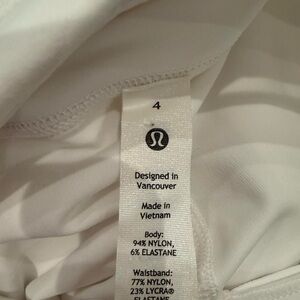 4
Designed in
Vancouver
Made in
Vietnam
Body:
94% NYLON,
6% ELASTANE
Waistband:
77% NYLON,
23% LYCRA®
ELASTANE